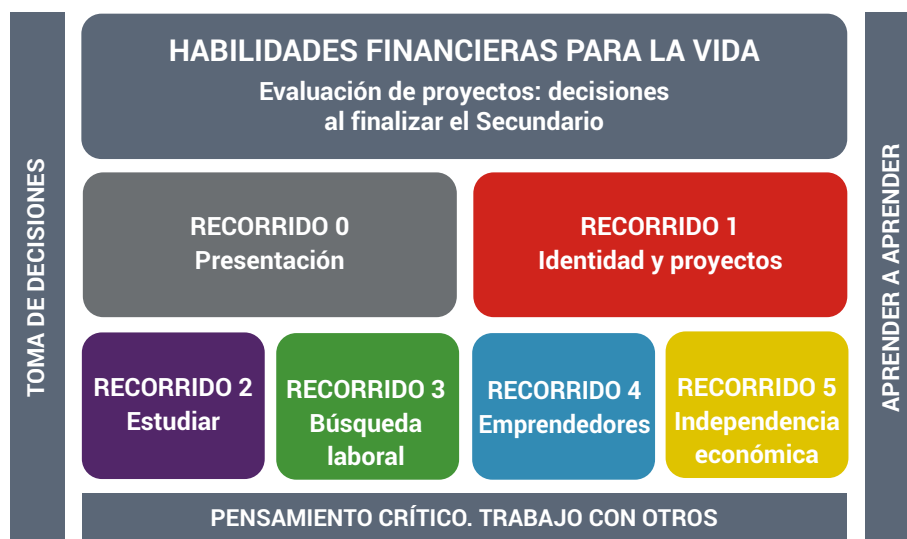 HABILIDADES FINANCIERAS PARA LA VIDA
Evaluación de proyectos: decisiones
al finalizar el Secundario
TOMA DE DECISIONES
APRENDER A APRENDER
RECORRIDO 0
Presentación
RECORRIDO 1
Identidad y proyectos
RECORRIDO 2
Estudiar
RECORRIDO 3
Búsqueda
laboral
RECORRIDO 4
Emprendedores
RECORRIDO 5
Independencia
económica
PENSAMIENTO CRÍTICO. TRABAJO CON OTROS